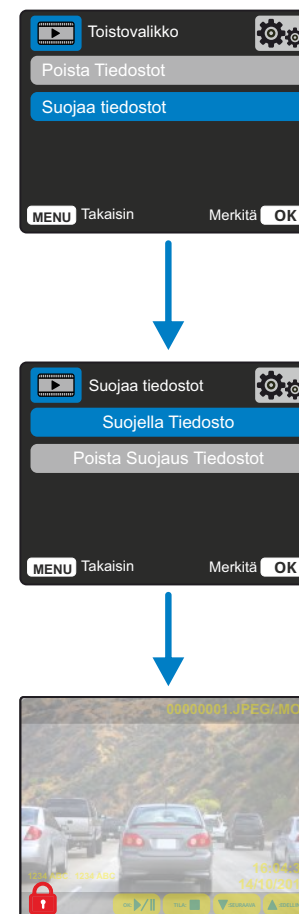 Toistovalikko
Poista Tiedostot
Suojaa tiedostot
MENU Takaisin Merkitä OK
Suojaa tiedostot
Suojella Tiedosto
Poista Suojaus Tiedostot
MENU Takaisin Merkitä OK
00000001.JPEG/.MO
OK